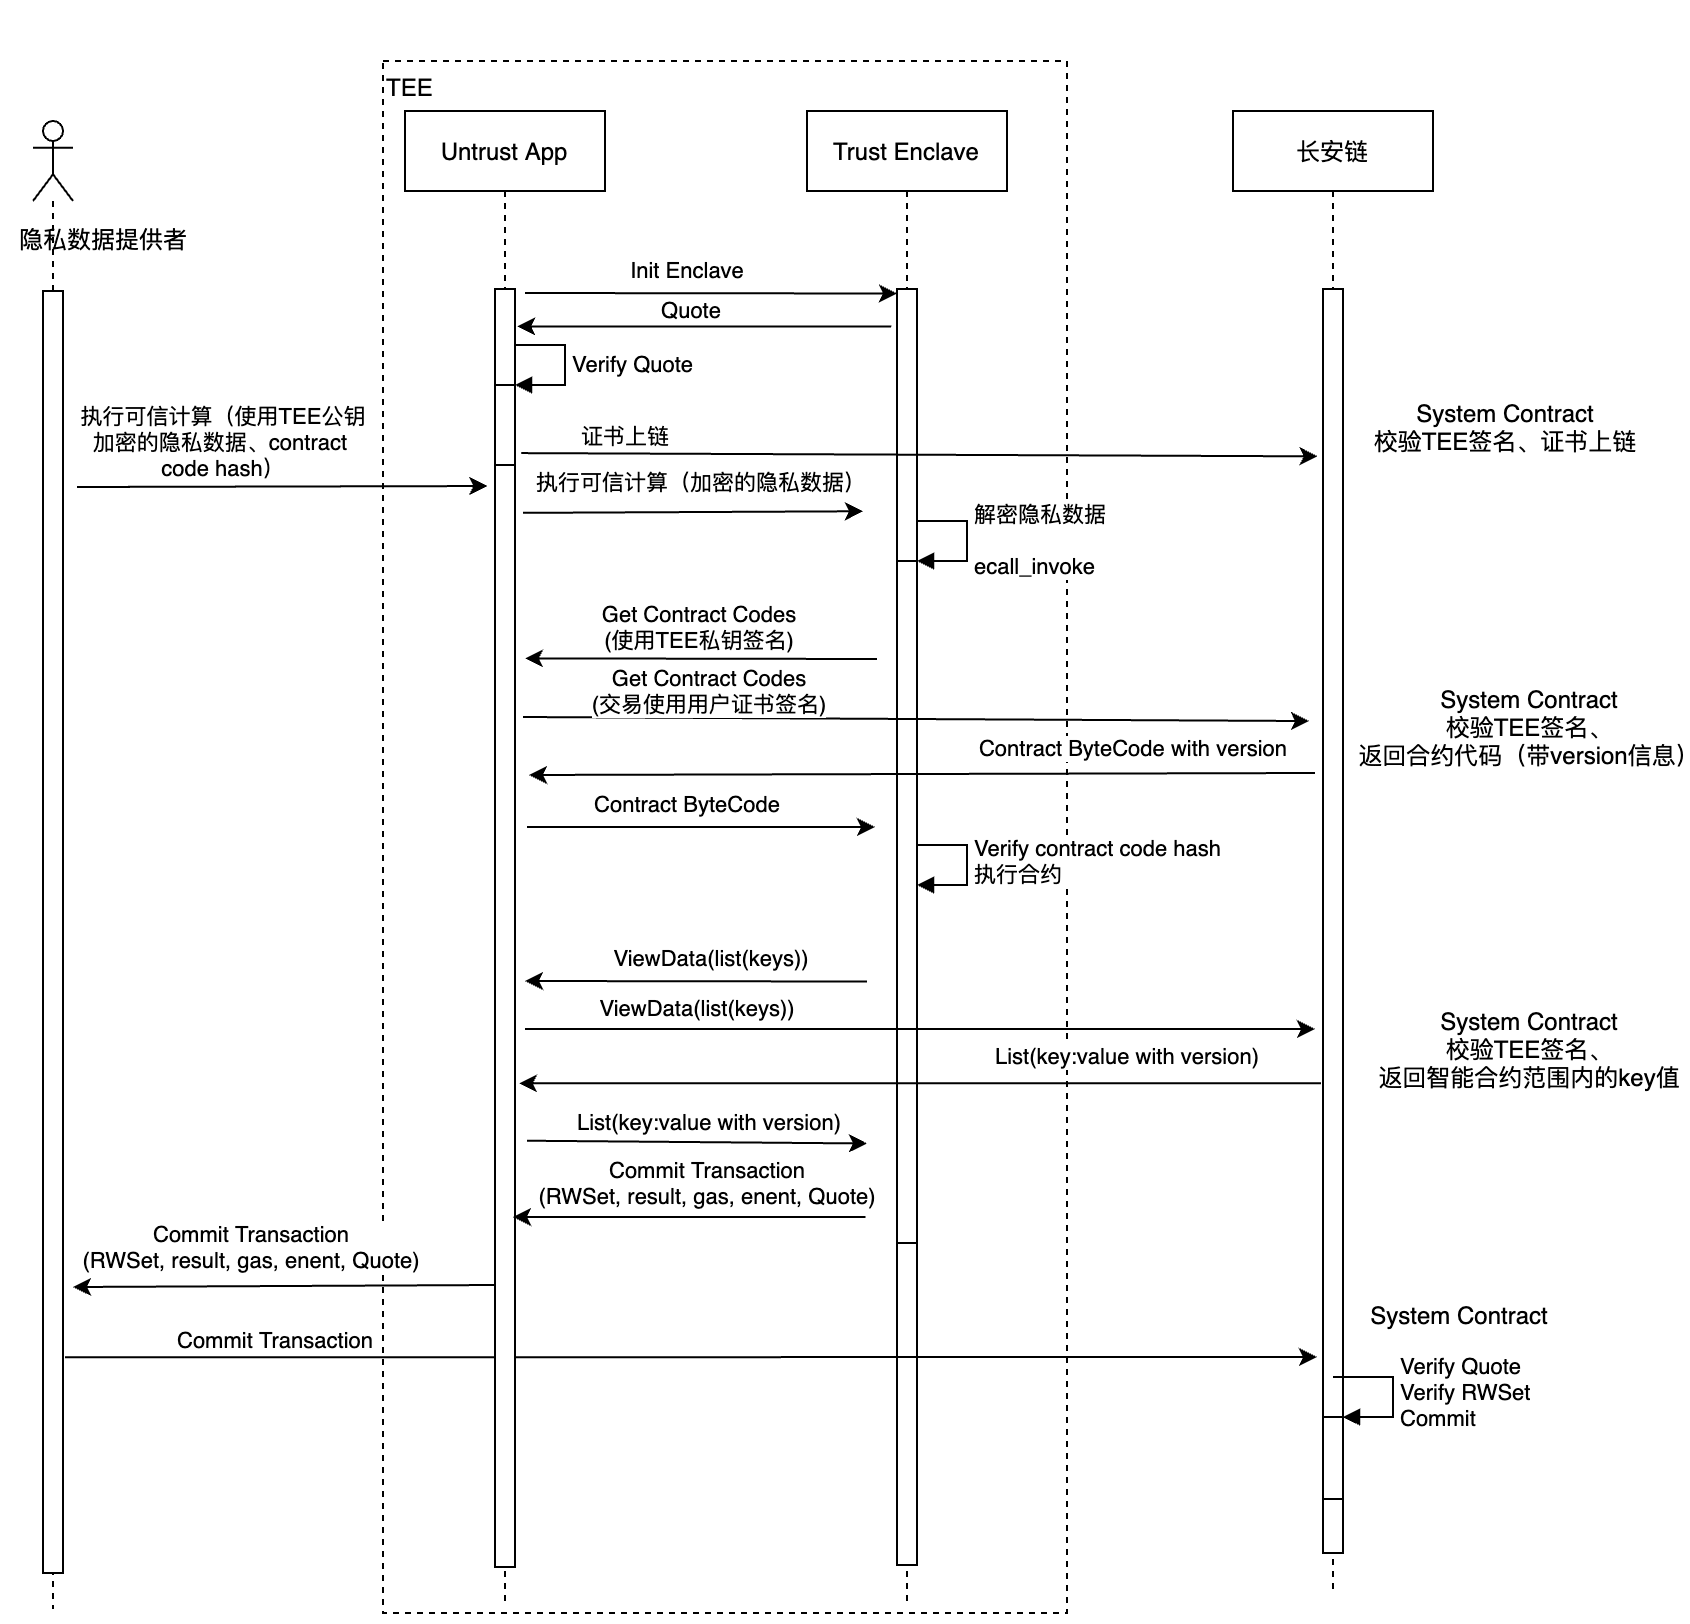 TEE
Untrust App
Trust Enclave
长安链
隐私数据提供者
Init Enclave
Quote
Verify Quote
执行可信计算（使用TEE公钥
加密的隐私数据、contract
code hash）
证书上链
System Contract
校验TEE签名、证书上链
执行可信计算（加密的隐私数据）
解密隐私数据
ecall_invoke
Get Contract Codes
(使用TEE私钥签名)
Get Contract Codes
(交易使用用户证书签名)
System Contract
校验TEE签名、
返回合约代码（带version信息）
Contract ByteCode with version
Contract ByteCode
Verify contract code hash
执行合约
ViewData(list(keys))
ViewData(list(keys))
System Contract
校验TEE签名、
返回智能合约范围内的key值
List(key:value with version)
List(key:value with version)
Commit Transaction
(RWSet, result, gas, enent, Quote)
Commit Transaction
(RWSet, result, gas, enent, Quote)
Commit Transaction
System Contract
Verify Quote
Verify RWSet
Commit